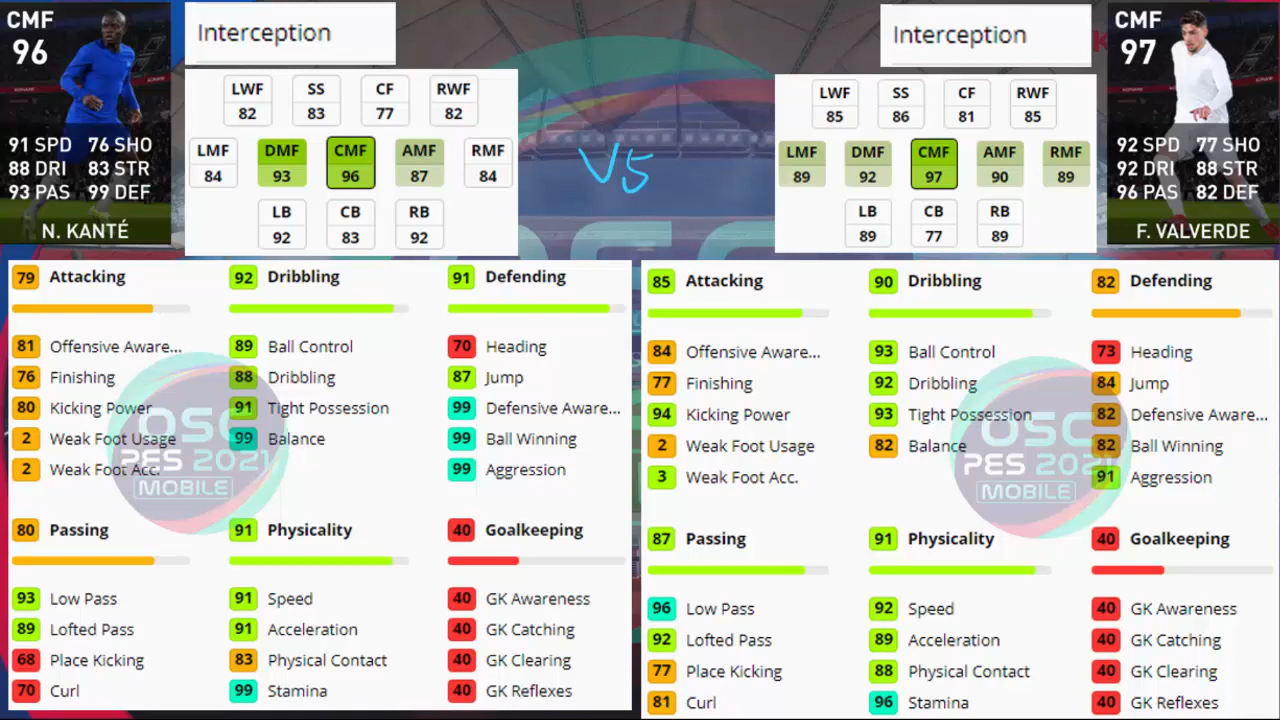 CMF
96
91 SPD 76 SHO
88 DRI 83 STR
93 PAS 99 DEF
N. KANTÉ
Interception
LWF SS CF RWF
82 83 77 82
LMF DMF CMF AMF RMF
84 93 96 87 84
LB CB RB
92 83 92
VS
Interception
LWF SS CF RWF
85 86 81 85
LMF DMF CMF AMF RMF
89 92 97 90 89
LB CB RB
89 77 89
CMF
97
92 SPD 77 SHO
92 DRI 88 STR
96 PAS 82 DEF
F. VALVERDE
79 Attacking
81 Offensive Aware...
76 Finishing
80 Kicking Power
2 Weak Foot Usage
2 Weak Foot Acc.
92 Dribbling
89 Ball Control
88 Dribbling
91 Tight Possession
99 Balance
91 Defending
70 Heading
87 Jump
99 Defensive Aware...
99 Ball Winning
99 Aggression
80 Passing
93 Low Pass
89 Lofted Pass
68 Place Kicking
70 Curl
91 Physicality
91 Speed
91 Acceleration
83 Physical Contact
99 Stamina
40 Goalkeeping
40 GK Awareness
40 GK Catching
40 GK Clearing
40 GK Reflexes
OSC
PES 2021
MOBILE
85 Attacking
84 Offensive Aware...
77 Finishing
94 Kicking Power
2 Weak Foot Usage
3 Weak Foot Acc.
90 Dribbling
93 Ball Control
92 Dribbling
93 Tight Possession
82 Balance
82 Defending
73 Heading
84 Jump
82 Defensive Aware...
82 Ball Winning
91 Aggression
87 Passing
96 Low Pass
92 Lofted Pass
77 Place Kicking
81 Curl
91 Physicality
92 Speed
89 Acceleration
88 Physical Contact
96 Stamina
40 Goalkeeping
40 GK Awareness
40 GK Catching
40 GK Clearing
40 GK Reflexes
OSC
PES 2021
MOBILE